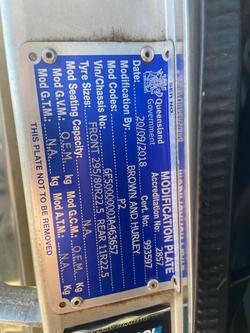 Queensland
Government
MODIFICATION PLATE
Accreditation No.: 1857
Date: 20/09/2018 Cert. No: 993597
Modification By: BROWN AND HURLEY
Mod Codes: P2
Vin/Chassis No: 6F5000000JA463657
Tyre Sizes: FRONT 295/80R22.5, REAR 11R22.5
Mod Seating Capacity: N.A.
Mod G.V.M.: O.E.M. kg Mod G.C.M.: O.E.M. Kg
Mod G.T.M.: N.A. kg Mod A.T.M.: N.A. Kg
THIS PLATE NOT TO BE REMOVED